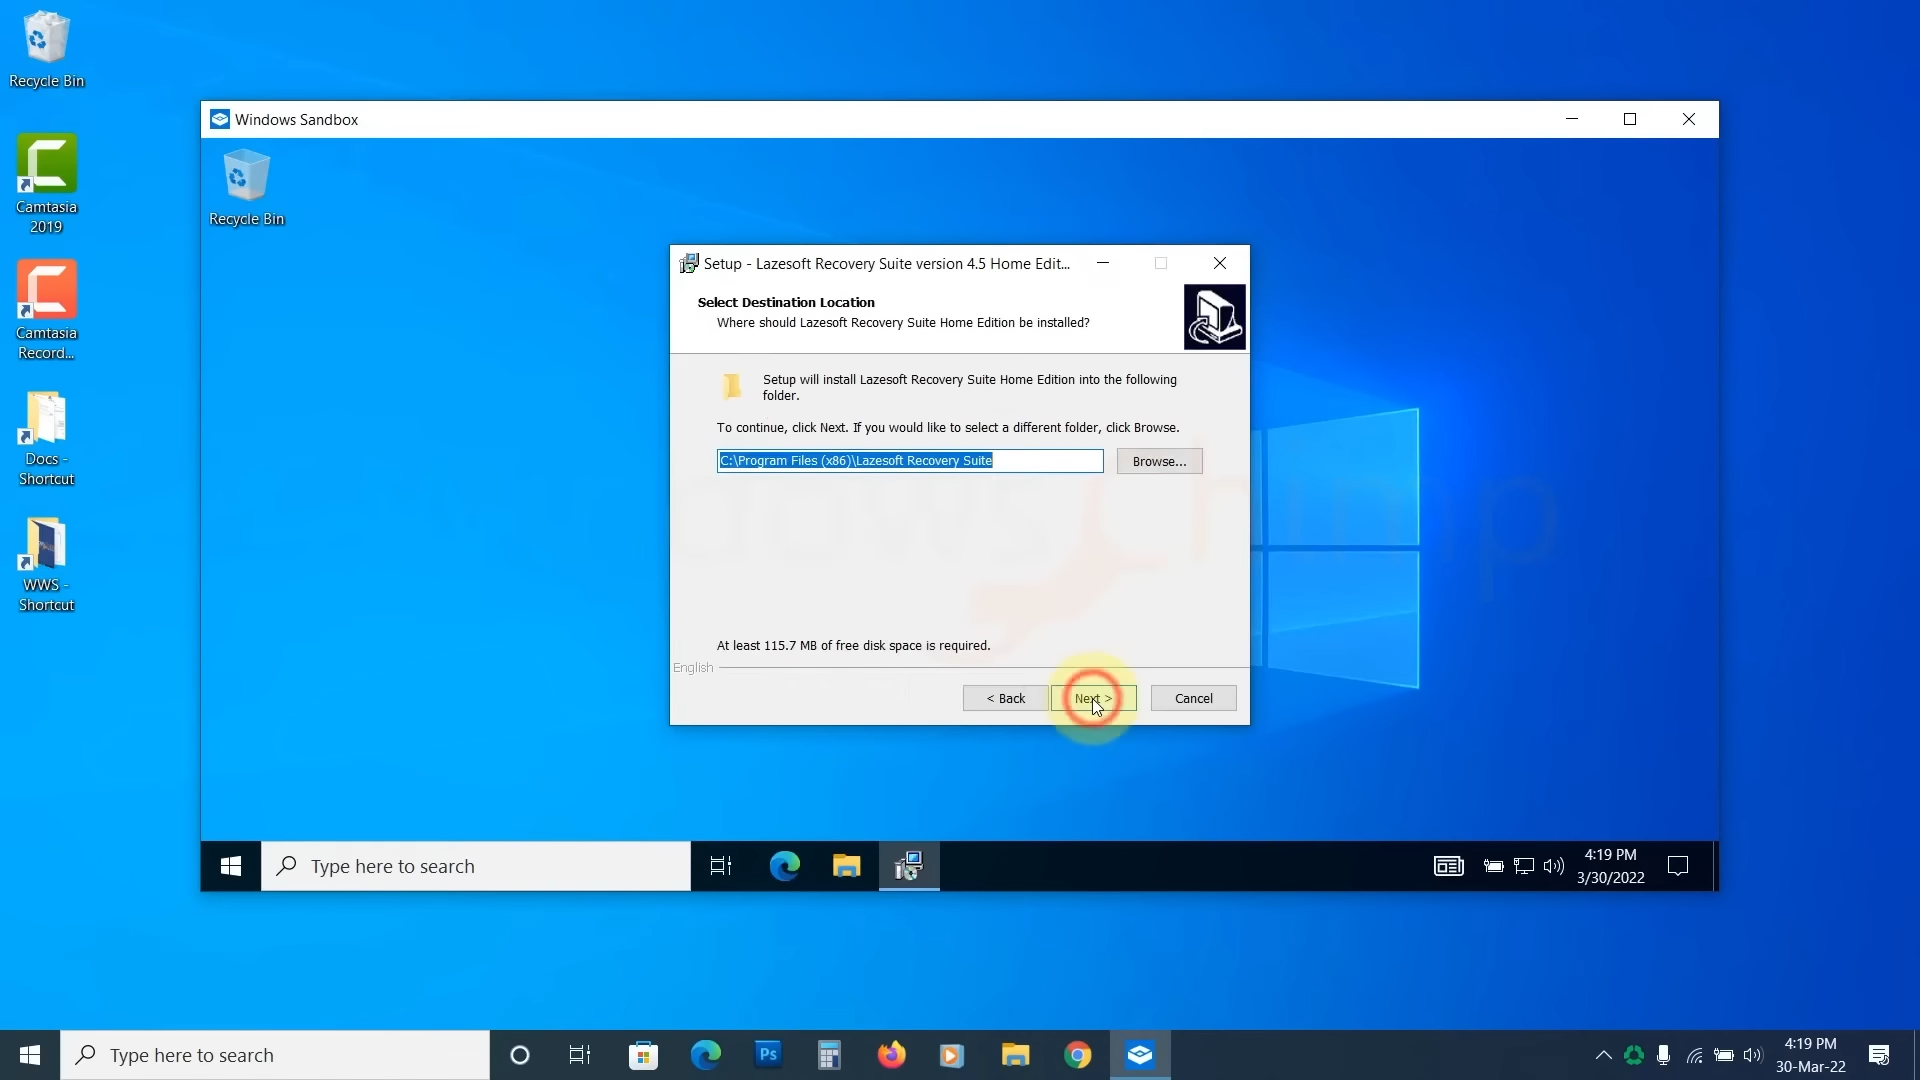 Recycle Bin
Camtasia
2019
Camtasia
Record...
Docs -
Shortcut
WWS -
Shortcut
Windows Sandbox
Recycle Bin
Setup - Lazesoft Recovery Suite version 4.5 Home Edit...
Select Destination Location
Where should Lazesoft Recovery Suite Home Edition be installed?
Setup will install Lazesoft Recovery Suite Home Edition into the following
folder.
To continue, click Next. If you would like to select a different folder, click Browse.
C:\Program Files (x86)\Lazesoft Recovery Suite
Browse...
At least 115.7 MB of free disk space is required.
English
< Back
Next >
Cancel
Type here to search
4:19 PM
3/30/2022
Type here to search
Ps
4:19 PM
30-Mar-22